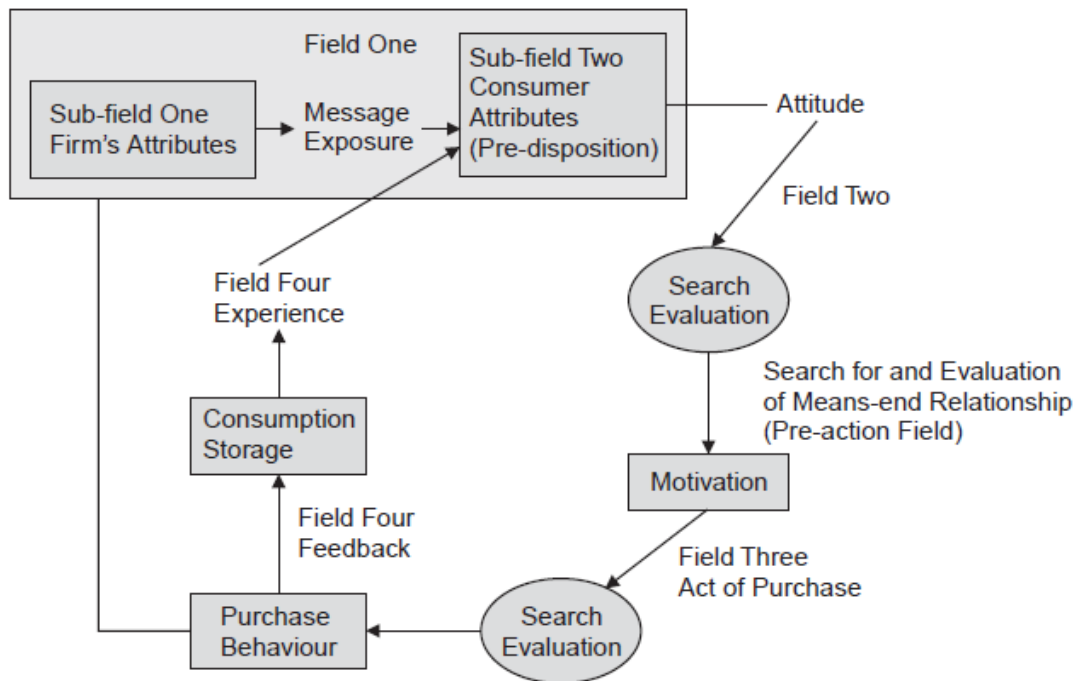 Field One
Sub-field One
Firm's Attributes
Message
Exposure
Sub-field Two
Consumer
Attributes
(Pre-disposition)
Attitude
Field Two
Search
Evaluation
Search for and Evaluation
of Means-end Relationship
(Pre-action Field)
Motivation
Field Three
Act of Purchase
Search
Evaluation
Purchase
Behaviour
Field Four
Feedback
Consumption
Storage
Field Four
Experience